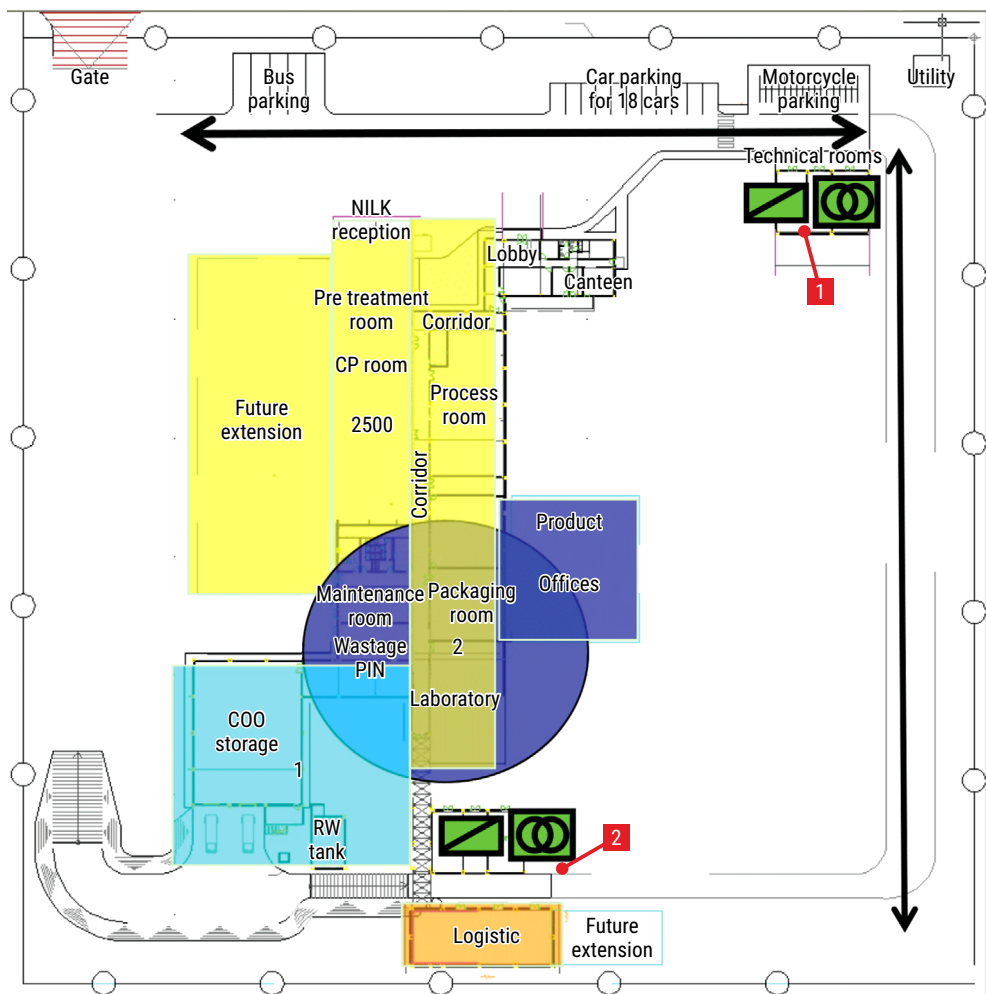 Gate
Bus
parking
Car parking
for 18 cars
Motorcycle
parking
Utility
Technical rooms
1
NILK
reception
Lobby
Canteen
Pre treatment
room
Corridor
CP room
Process
room
Future
extension
2500
Corridor
Product
Offices
Maintenance
room
Packaging
room
Wastage
PIN
2
Laboratory
COO
storage
1
RW
tank
2
Logistic
Future
extension